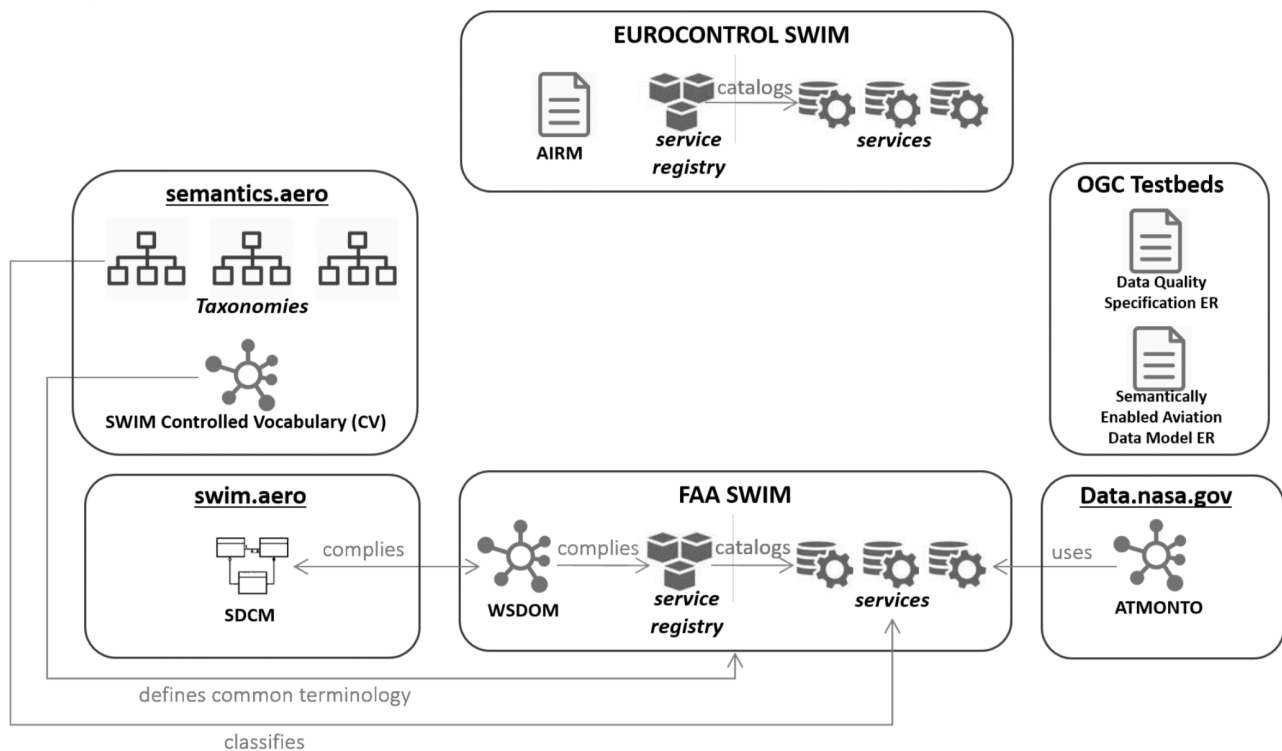 EUROCONTROL SWIM
catalogs
AIRM
service
registry
services
semantics.aero
Taxonomies
SWIM Controlled Vocabulary (CV)
OGC Testbeds
Data Quality
Specification ER
Semantically
Enabled Aviation
Data Model ER
swim.aero
complies
SDCM
FAA SWIM
WSDOM
complies
catalogs
service
registry
services
Data.nasa.gov
uses
ATMONTO
defines common terminology
classifies